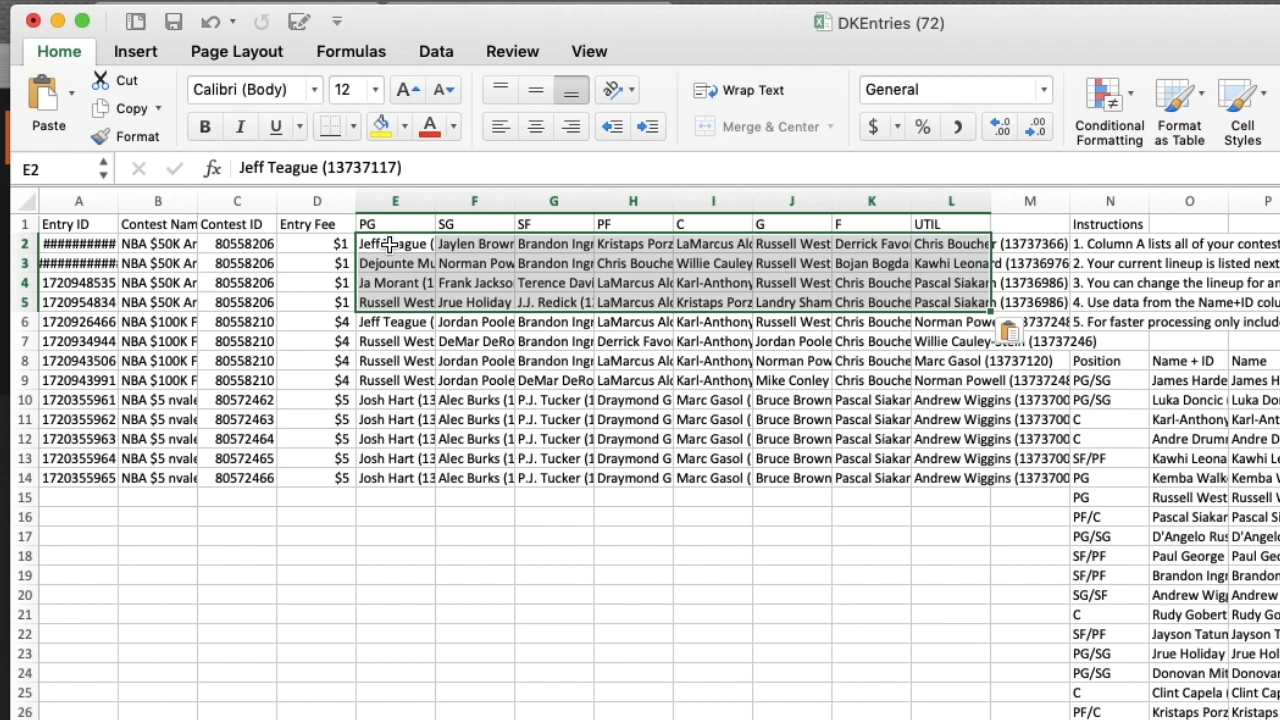 DKEntries (72)
Home Insert Page Layout Formulas Data Review View
Paste Cut Copy Format
Calibri (Body) 12 A A
B I U A
Wrap Text
Merge & Center
General
$ % ) .00 .0
Conditional Formatting
Format as Table
Cell Styles
E2 fx Jeff Teague (13737117)
A B C D E F G H I J K L M N O P
1 Entry ID Contest Nam Contest ID Entry Fee PG SG SF PF C G F UTIL Instructions
2 ########## NBA $50K Ar 80558206 $1 Jeff Teague ( Jaylen Brown Brandon Ingr Kristaps Porz LaMarcus Ald Russell West Derrick Favo Chris Boucher (13737366) 1. Column A lists all of your contest
3 ########### NBA $50K Ar 80558206 $1 Dejounte Mu Norman Pow Brandon Ingr Chris Bouche Willie Cauley Russell West Bojan Bogda Kawhi Leonard (13736976 2. Your current lineup is listed next
4 1720948535 NBA $50K Ar 80558206 $1 Ja Morant (1 Frank Jackso Terence Davi LaMarcus Ald Karl-Anthony Russell West Chris Bouche Pascal Siakam (13736986) 3. You can change the lineup for an
5 1720954834 NBA $50K Ar 80558206 $1 Russell West Jrue Holiday J.J. Redick (1 LaMarcus Ald Kristaps Porz Landry Sham Chris Bouche Pascal Siakam (13736986) 4. Use data from the Name+ID colu
6 1720926466 NBA $100K F 80558210 $4 Jeff Teague ( Jordan Poole Brandon Ingr LaMarcus Ald Karl-Anthony Russell West Chris Bouche Norman Powe 3737248 5. For faster processing only includ
7 1720934944 NBA $100K F 80558210 $4 Russell West DeMar DeRo Brandon Ingr Derrick Favor Karl-Anthony Jordan Poole Chris Bouche Willie Cauley-Stein (13737246)
8 1720943506 NBA $100K F 80558210 $4 Russell West Jordan Poole Brandon Ingr LaMarcus Ald Karl-Anthony Norman Pow Chris Bouche Marc Gasol (13737120) Position Name + ID Name
9 1720943991 NBA $100K F 80558210 $4 Russell West Jordan Poole DeMar DeRo LaMarcus Ald Karl-Anthony Mike Conley Chris Bouche Norman Powell (13737248 PG/SG James Harde James H
10 1720355961 NBA $5 nvale 80572462 $5 Josh Hart (13 Alec Burks (1 P.J. Tucker (1 Draymond G Marc Gasol ( Bruce Brown Pascal Siakar Andrew Wiggins (1373700 PG/SG Luka Doncic Luka Do
11 1720355962 NBA $5 nvale 80572463 $5 Josh Hart (13 Alec Burks (1 P.J. Tucker (1 Draymond G Marc Gasol ( Bruce Brown Pascal Siakar Andrew Wiggins (1373700 C Karl-Anthony Karl-An
12 1720355963 NBA $5 nvale 80572464 $5 Josh Hart (13 Alec Burks (1 P.J. Tucker (1 Draymond G Marc Gasol ( Bruce Brown Pascal Siakar Andrew Wiggins (1373700 C Andre Drum Andre D
13 1720355964 NBA $5 nvale 80572465 $5 Josh Hart (13 Alec Burks (1 P.J. Tucker (1 Draymond G Marc Gasol ( Bruce Brown Pascal Siakar Andrew Wiggins (1373700 SF/PF Kawhi Leona Kawhi Le
14 1720355965 NBA $5 nvale 80572466 $5 Josh Hart (13 Alec Burks (1 P.J. Tucker (1 Draymond G Marc Gasol ( Bruce Brown Pascal Siakar Andrew Wiggins (1373700 PG Kemba Walk Kemba
15 PG Russell West Russell W
16 PF/C Pascal Siakar Pascal Si
17 PG/SG D'Angelo Rus D'Ange
18 SF/PF Paul George Paul Geo
19 SF/PF Brandon Ingr Brandon
20 SG/SF Andrew Wigg Andrew
21 C Rudy Gobert Rudy Go
22 SF/PF Jayson Tatun Jayson T
23 PG/SG Jrue Holiday Jrue Hol
24 PG/SG Donovan Mit Donovan
25 C Clint Capela ( Clint Cap
26 PF/C Kristaps Porz Kristaps